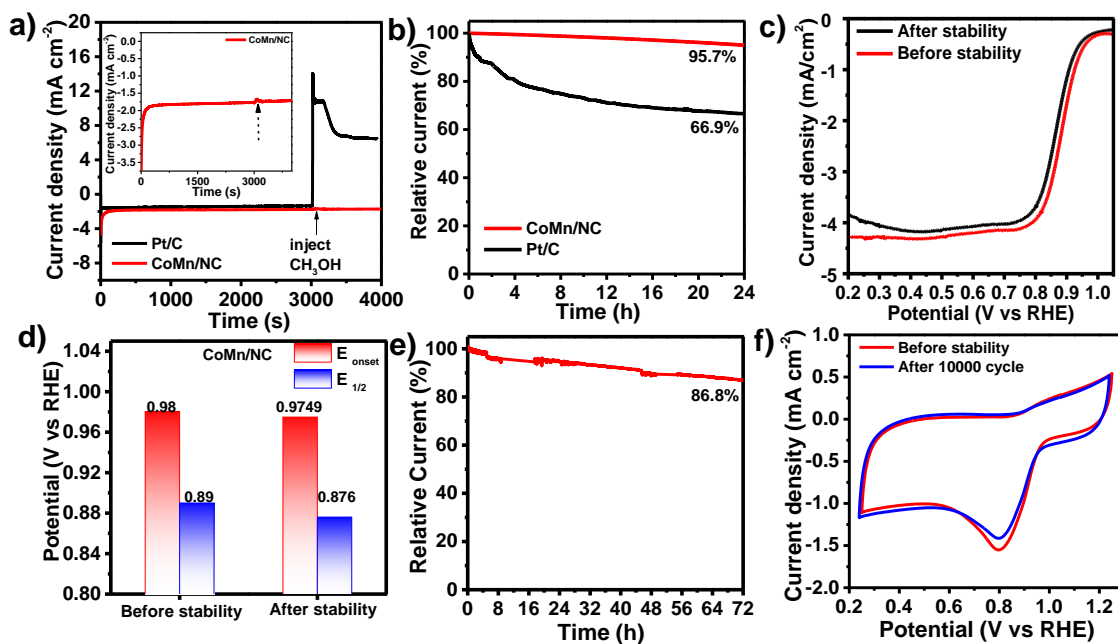 a)
Current density (mA cm⁻²)
20
16
12
8
4
0
-4
-8
0
1000
2000
3000
4000
Time (s)
Pt/C
CoMn/NC
inject
CH₃OH
CoMn/NC
Current density (mA cm⁻²)
0.0
-0.5
-1.0
-1.5
-2.0
-2.5
-3.0
-3.5
0
1500
3000
Time (s)
b)
Relative current (%)
100
80
60
40
20
0
95.7%
66.9%
CoMn/NC
Pt/C
0
4
8
12
16
20
24
Time (h)
c)
After stability
Before stability
Current density (mA/cm²)
-1
-2
-3
-4
-5
0.2
0.3
0.4
0.5
0.6
0.7
0.8
0.9
1.0
Potential (V vs RHE)
d)
CoMn/NC
E onset
E 1/2
Potential (V vs RHE)
1.04
1.00
0.96
0.92
0.88
0.84
0.80
0.98
0.89
0.9749
0.876
Before stability
After stability
e)
Relative Current (%)
100
80
60
40
20
0
86.8%
0
8
16
24
32
40
48
56
64
72
Time (h)
f)
Before stability
After 10000 cycle
Current density (mA cm⁻²)
1.0
0.5
0.0
-0.5
-1.0
-1.5
-2.0
0.2
0.4
0.6
0.8
1.0
1.2
Potential (V vs RHE)